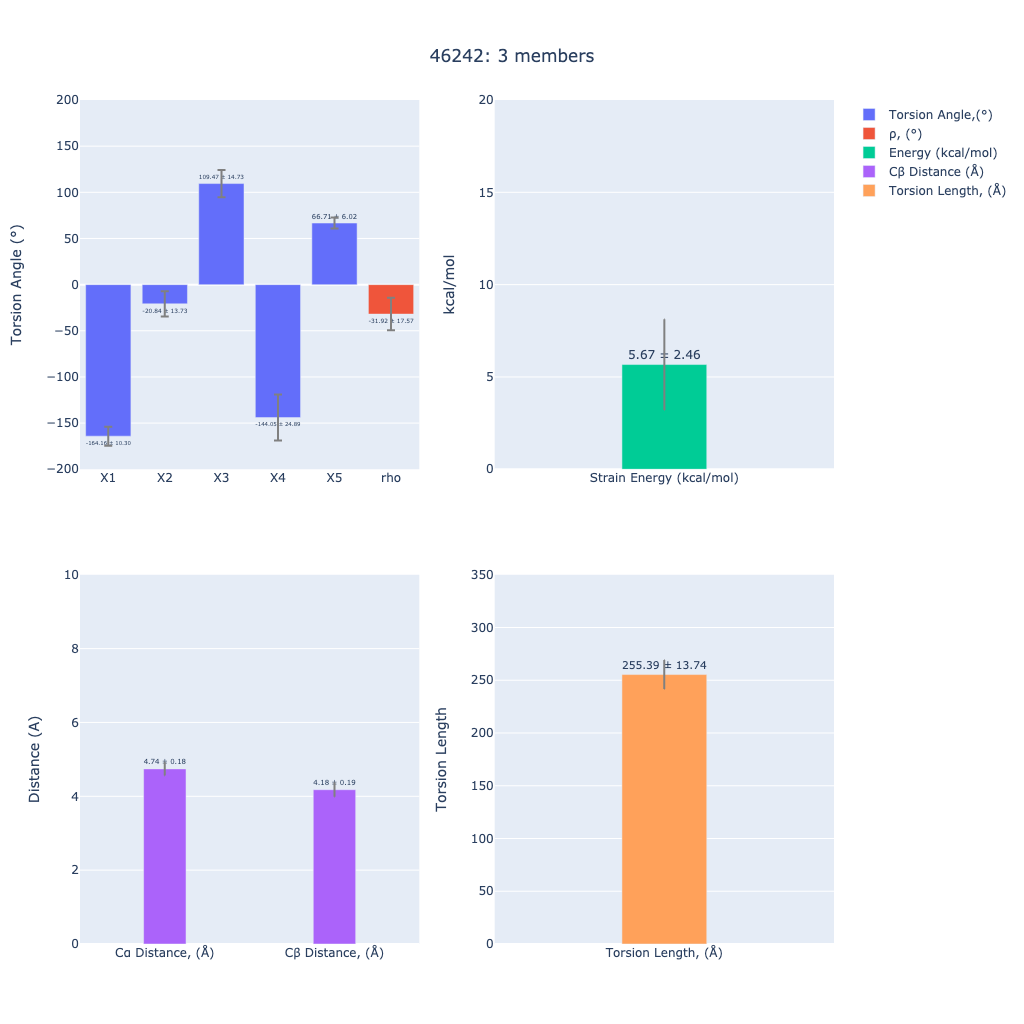 46242: 3 members
200
150
100
50
0
−50
−100
−150
−200
Torsion Angle (°)
-20.84 ± 13.73
109.47 ± 14.73
-144.05 ± 24.89
66.71 ± 6.02
-31.92 ± 17.57
X1 X2 X3 X4 X5 rho
20
15
10
5
0
kcal/mol
5.67 ± 2.46
Strain Energy (kcal/mol)
Torsion Angle,(°)
ρ, (°)
Energy (kcal/mol)
Cβ Distance (Å)
Torsion Length, (Å)
10
8
6
4
2
0
Distance (A)
4.74 ± 0.18
4.18 ± 0.19
Cα Distance, (Å) Cβ Distance, (Å)
350
300
250
200
150
100
50
0
Torsion Length
255.39 ± 13.74
Torsion Length, (Å)